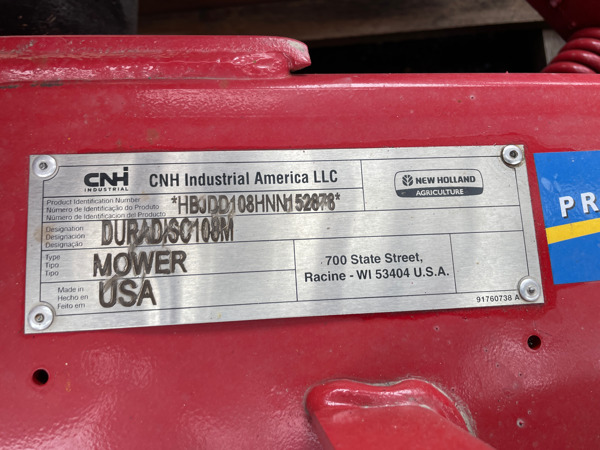 CNH
INDUSTRIAL
CNH Industrial America LLC
NEW HOLLAND
AGRICULTURE
Product Identification Number
Número de Identificação do Produto
Número de Identificacion del Producto
*HBJDD108HNN152876*
Designation
Designación
Designação
DURADISC108M
Type
Tipo
Tipo
MOWER
Made in
Hecho en
Feito em
USA
700 State Street,
Racine - WI 53404 U.S.A.
91760738 A
PR